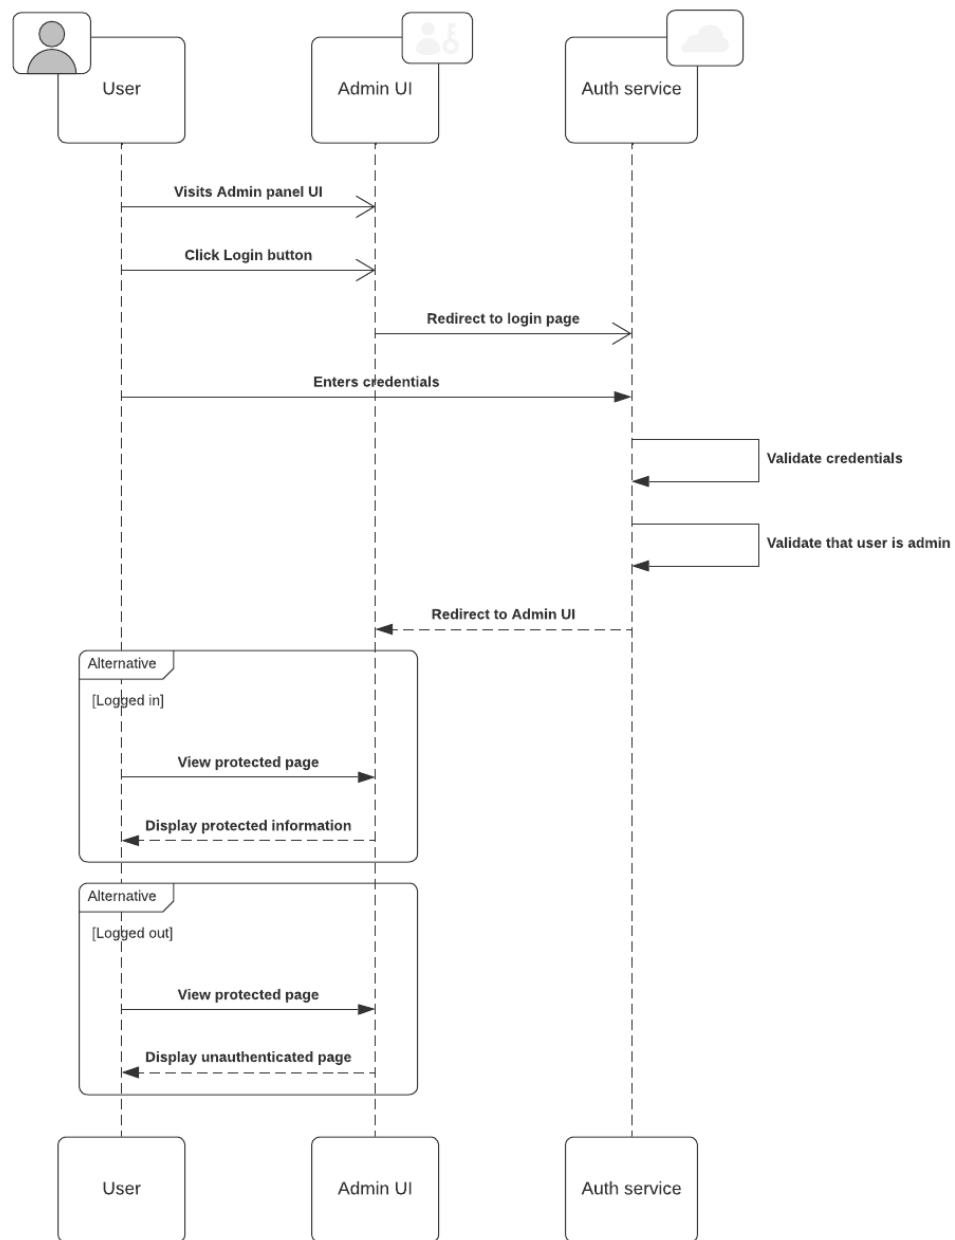 User
Admin UI
Auth service
Visits Admin panel UI
Click Login button
Redirect to login page
Enters credentials
Validate credentials
Validate that user is admin
Redirect to Admin UI
Alternative
[Logged in]
View protected page
Display protected information
Alternative
[Logged out]
View protected page
Display unauthenticated page
User
Admin UI
Auth service